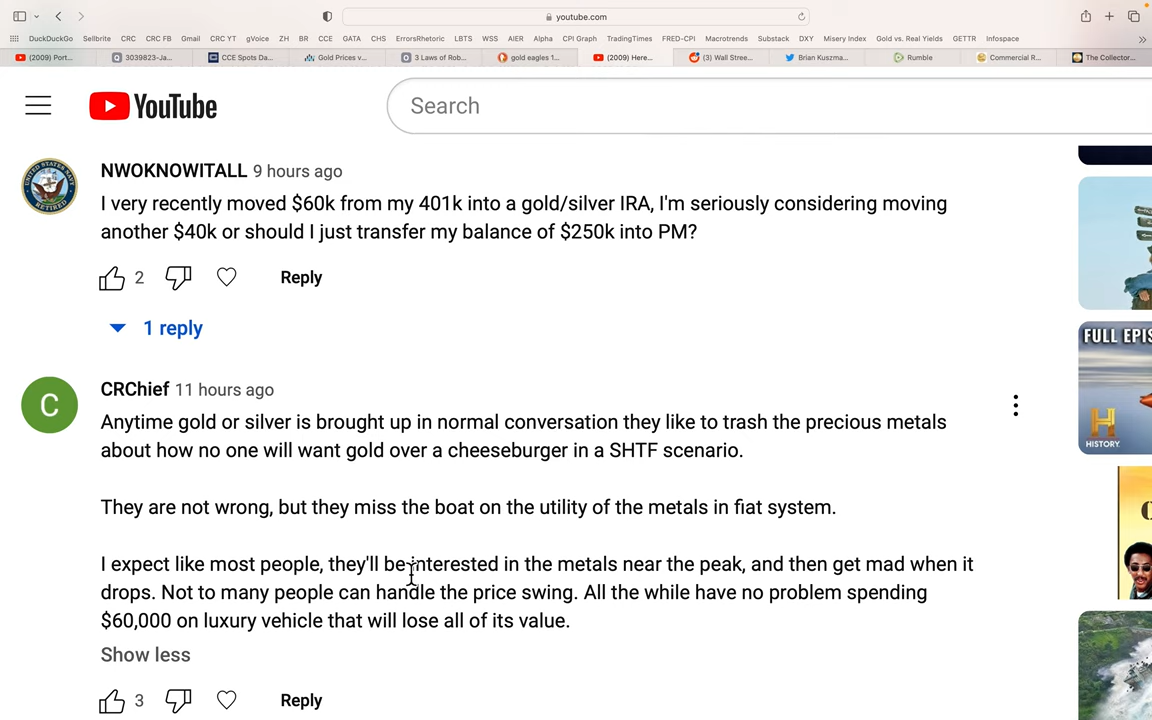 youtube.com
DuckDuckGo Sellbrite CRC CRC FB Gmail CRC YT gVoice ZH BR CCE GATA CHS ErrorsRhetoric LBTS WSS AIER Alpha CPI Graph TradingTimes FRED-CPI Macrotrends Substack DXY Misery Index Gold vs. Real Yields GETTR Infospace
(2009) Port... 3039823-Ja... CCE Spots Da... Gold Prices v... 3 Laws of Rob... gold eagles 1... (2009) Here... (3) Wall Stree... Brian Kuszma... Rumble Commercial R... The Collector...
YouTube
Search
NWOKNOWITALL 9 hours ago
I very recently moved $60k from my 401k into a gold/silver IRA, I'm seriously considering moving
another $40k or should I just transfer my balance of $250k into PM?
2 Reply
1 reply
FULL EPIS
H
HISTORY.
C
CRChief 11 hours ago
Anytime gold or silver is brought up in normal conversation they like to trash the precious metals
about how no one will want gold over a cheeseburger in a SHTF scenario.
They are not wrong, but they miss the boat on the utility of the metals in fiat system.
I expect like most people, they'll be interested in the metals near the peak, and then get mad when it
drops. Not to many people can handle the price swing. All the while have no problem spending
$60,000 on luxury vehicle that will lose all of its value.
Show less
3 Reply